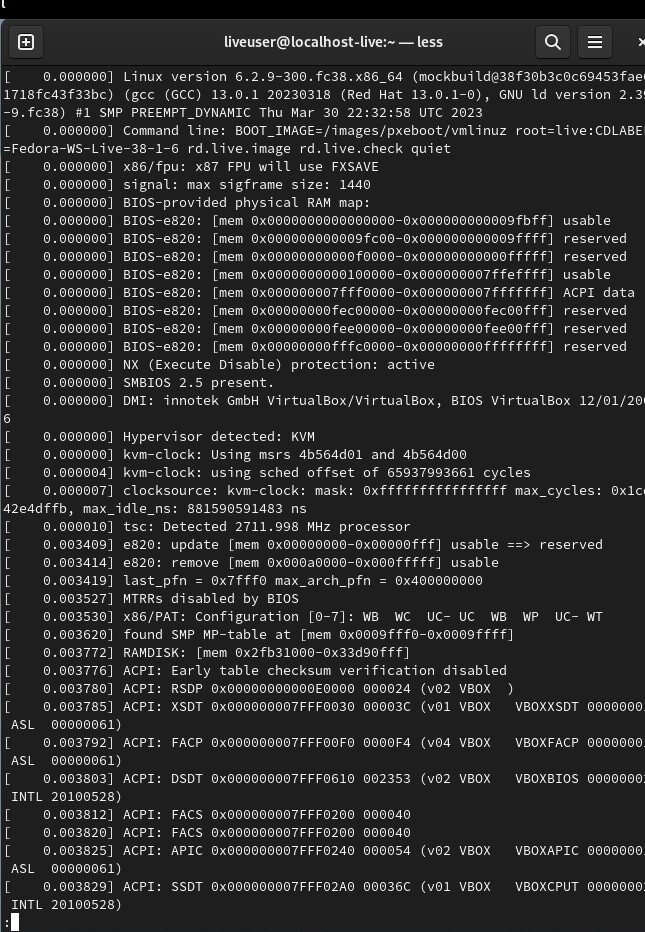 liveuser@localhost-live:~ — less
[    0.000000] Linux version 6.2.9-300.fc38.x86_64 (mockbuild@38f30b3c0c69453fae
1718fc43f33bc) (gcc (GCC) 13.0.1 20230318 (Red Hat 13.0.1-0), GNU ld version 2.39
-9.fc38) #1 SMP PREEMPT_DYNAMIC Thu Mar 30 22:32:58 UTC 2023
[    0.000000] Command line: BOOT_IMAGE=/images/pxeboot/vmlinuz root=live:CDLABE
=Fedora-WS-Live-38-1-6 rd.live.image rd.live.check quiet
[    0.000000] x86/fpu: x87 FPU will use FXSAVE
[    0.000000] signal: max sigframe size: 1440
[    0.000000] BIOS-provided physical RAM map:
[    0.000000] BIOS-e820: [mem 0x0000000000000000-0x000000000009fbff] usable
[    0.000000] BIOS-e820: [mem 0x000000000009fc00-0x000000000009ffff] reserved
[    0.000000] BIOS-e820: [mem 0x00000000000f0000-0x00000000000fffff] reserved
[    0.000000] BIOS-e820: [mem 0x0000000000100000-0x000000007ffeffff] usable
[    0.000000] BIOS-e820: [mem 0x000000007fff0000-0x000000007fffffff] ACPI data
[    0.000000] BIOS-e820: [mem 0x00000000fec00000-0x00000000fec00fff] reserved
[    0.000000] BIOS-e820: [mem 0x00000000fee00000-0x00000000fee00fff] reserved
[    0.000000] BIOS-e820: [mem 0x00000000fffc0000-0x00000000ffffffff] reserved
[    0.000000] NX (Execute Disable) protection: active
[    0.000000] SMBIOS 2.5 present.
[    0.000000] DMI: innotek GmbH VirtualBox/VirtualBox, BIOS VirtualBox 12/01/200
6
[    0.000000] Hypervisor detected: KVM
[    0.000000] kvm-clock: Using msrs 4b564d01 and 4b564d00
[    0.000004] kvm-clock: using sched offset of 65937993661 cycles
[    0.000007] clocksource: kvm-clock: mask: 0xffffffffffffffff max_cycles: 0x1c
42e4dffb, max_idle_ns: 881590591483 ns
[    0.000010] tsc: Detected 2711.998 MHz processor
[    0.003409] e820: update [mem 0x00000000-0x00000fff] usable ==> reserved
[    0.003414] e820: remove [mem 0x000a0000-0x000fffff] usable
[    0.003419] last_pfn = 0x7fff0 max_arch_pfn = 0x400000000
[    0.003527] MTRRs disabled by BIOS
[    0.003530] x86/PAT: Configuration [0-7]: WB  WC  UC- UC  WB  WP  UC- WT
[    0.003620] found SMP MP-table at [mem 0x0009fff0-0x0009ffff]
[    0.003772] RAMDISK: [mem 0x2fb31000-0x33d90fff]
[    0.003776] ACPI: Early table checksum verification disabled
[    0.003780] ACPI: RSDP 0x00000000000E0000 000024 (v02 VBOX  )
[    0.003785] ACPI: XSDT 0x000000007FFF0030 00003C (v01 VBOX   VBOXXSDT 0000000
ASL  00000061)
[    0.003792] ACPI: FACP 0x000000007FFF00F0 0000F4 (v04 VBOX   VBOXFACP 0000000
ASL  00000061)
[    0.003803] ACPI: DSDT 0x000000007FFF0610 002353 (v02 VBOX   VBOXBIOS 0000000
INTL 20100528)
[    0.003812] ACPI: FACS 0x000000007FFF0200 000040
[    0.003820] ACPI: FACS 0x000000007FFF0200 000040
[    0.003825] ACPI: APIC 0x000000007FFF0240 000054 (v02 VBOX   VBOXAPIC 0000000
ASL  00000061)
[    0.003829] ACPI: SSDT 0x000000007FFF02A0 00036C (v01 VBOX   VBOXCPUT 0000000
INTL 20100528)
: